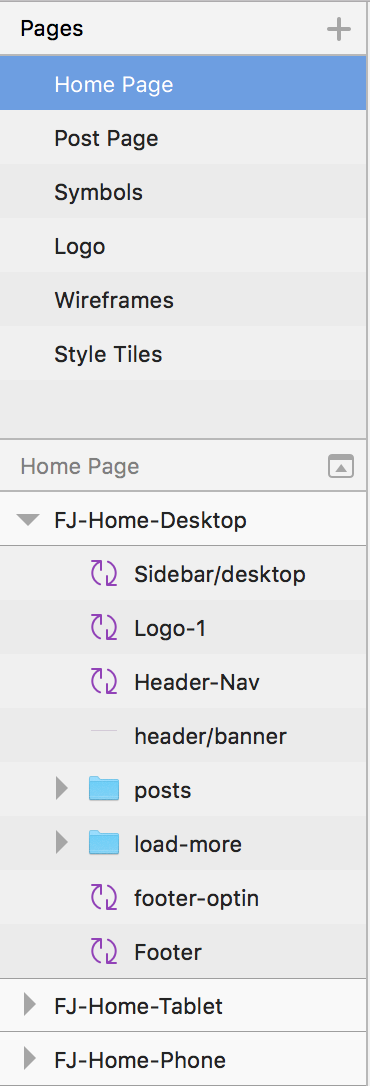 Pages
Home Page
Post Page
Symbols
Logo
Wireframes
Style Tiles
Home Page
FJ-Home-Desktop
Sidebar/desktop
Logo-1
Header-Nav
header/banner
posts
load-more
footer-optin
Footer
FJ-Home-Tablet
FJ-Home-Phone